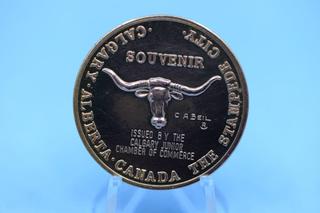 · CALGARY · ALBERTA · CANADA THE STAMPEDE CITY ·
SOUVENIR
C A BEIL
ISSUED BY THE
CALGARY JUNIOR
CHAMBER OF COMMERCE